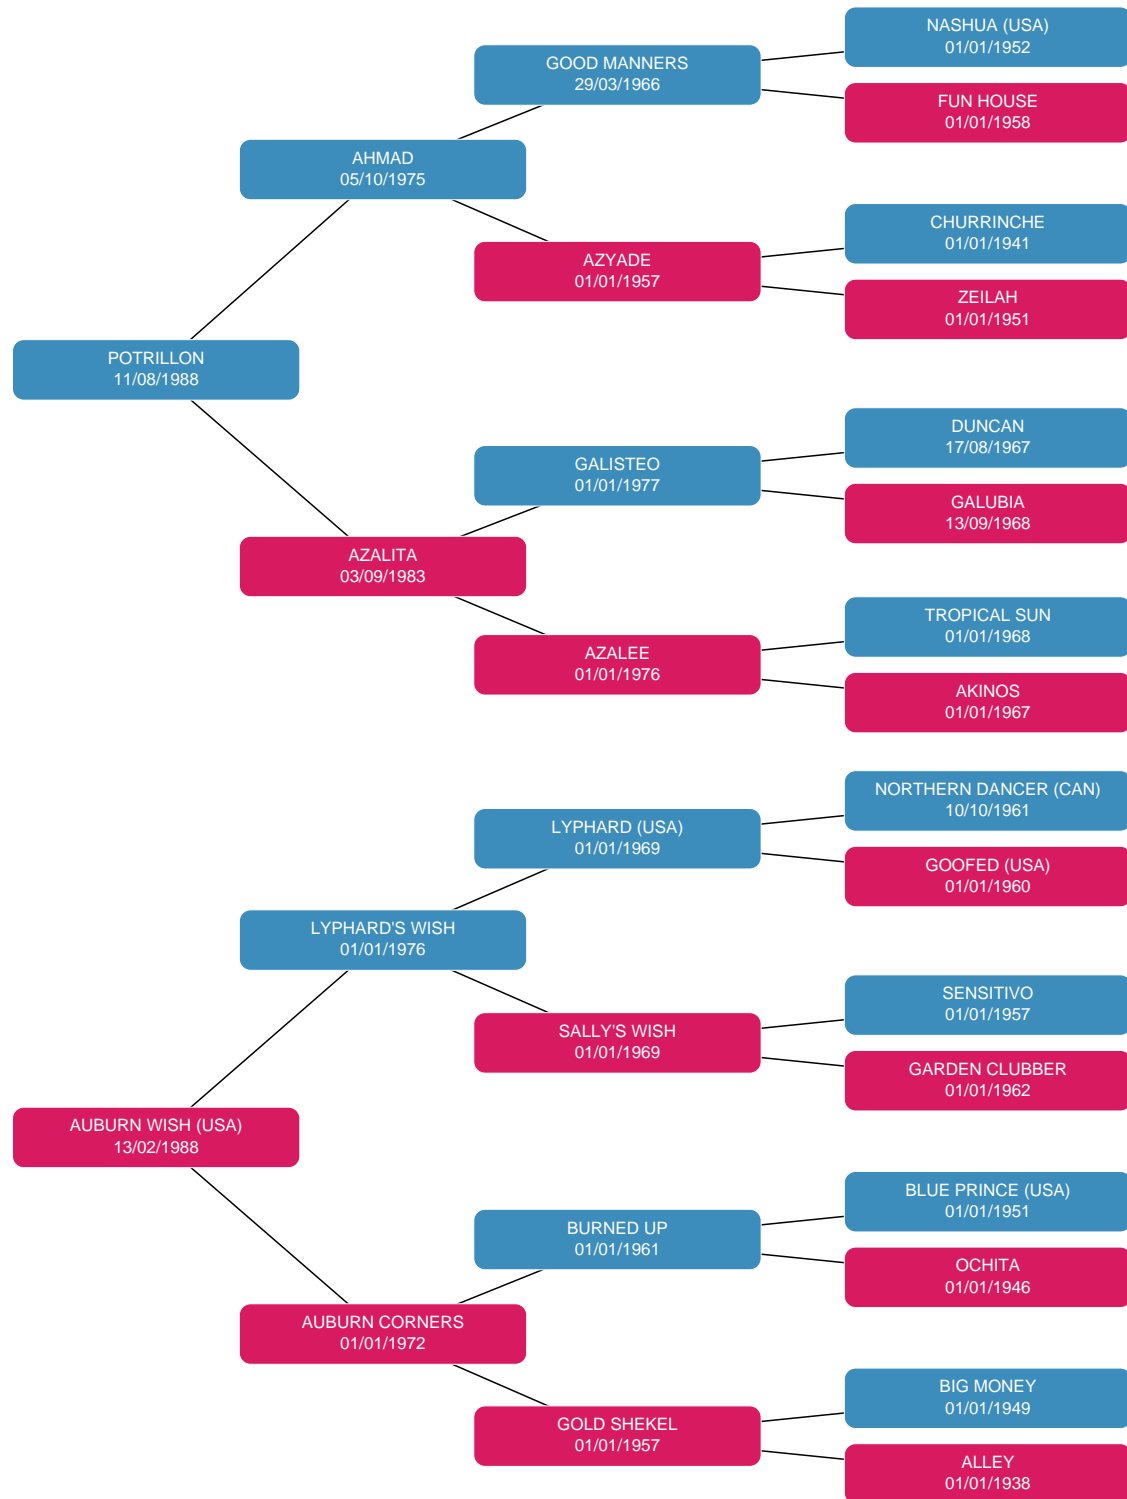 NASHUA (USA)
01/01/1952
GOOD MANNERS
29/03/1966
FUN HOUSE
01/01/1958
AHMAD
05/10/1975
CHURRINCHE
01/01/1941
AZYADE
01/01/1957
ZEILAH
01/01/1951
POTRILLON
11/08/1988
DUNCAN
17/08/1967
GALISTEO
01/01/1977
GALUBIA
13/09/1968
AZALITA
03/09/1983
TROPICAL SUN
01/01/1968
AZALEE
01/01/1976
AKINOS
01/01/1967
NORTHERN DANCER (CAN)
10/10/1961
LYPHARD (USA)
01/01/1969
GOOFED (USA)
01/01/1960
LYPHARD'S WISH
01/01/1976
SENSITIVO
01/01/1957
SALLY'S WISH
01/01/1969
GARDEN CLUBBER
01/01/1962
AUBURN WISH (USA)
13/02/1988
BLUE PRINCE (USA)
01/01/1951
BURNED UP
01/01/1961
OCHITA
01/01/1946
AUBURN CORNERS
01/01/1972
BIG MONEY
01/01/1949
GOLD SHEKEL
01/01/1957
ALLEY
01/01/1938